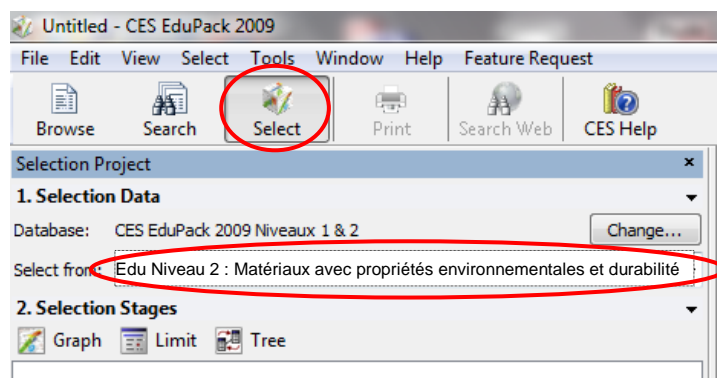 Untitled - CES EduPack 2009
File Edit View Select Tools Window Help Feature Request
Browse Search Select Print Search Web CES Help
Selection Project ×
1. Selection Data
Database: CES EduPack 2009 Niveaux 1 & 2 Change...
Select from: Edu Niveau 2 : Matériaux avec propriétés environnementales et durabilité
2. Selection Stages
Graph Limit Tree